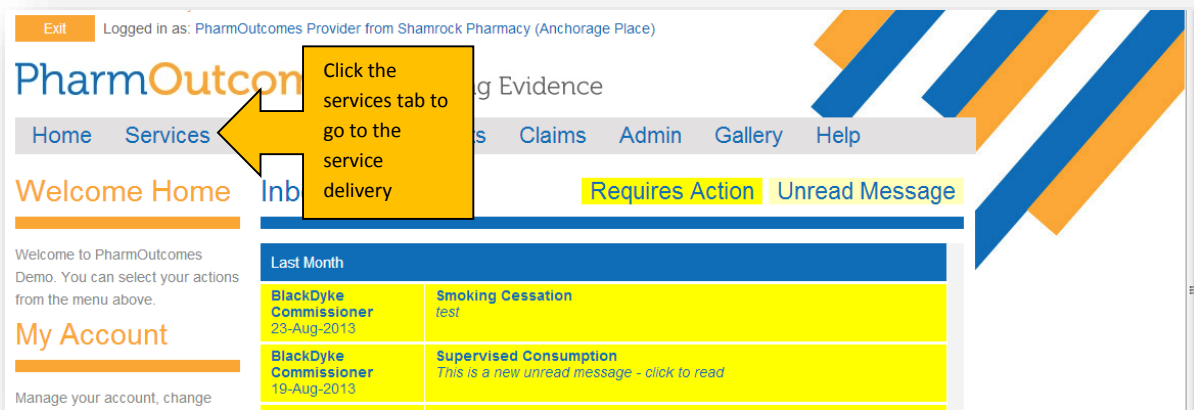 Exit Logged in as: PharmOutcomes Provider from Shamrock Pharmacy (Anchorage Place)
PharmOutcom g Evidence
Click the
services tab to
go to the
service
delivery
Home Services Claims Admin Gallery Help
Welcome Home
Requires Action Unread Message
Welcome to PharmOutcomes
Demo. You can select your actions
from the menu above.
My Account
Manage your account, change
Last Month
BlackDyke
Commissioner
23-Aug-2013
Smoking Cessation
test
BlackDyke
Commissioner
19-Aug-2013
Supervised Consumption
This is a new unread message - click to read